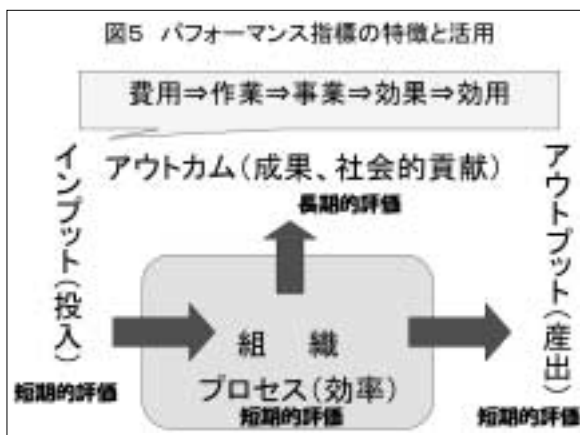 図5 パフォーマンス指標の特徴と活用
費用⇒作業⇒事業⇒効果⇒効用
アウトカム(成果、社会的貢献)
長期的評価
インプット(投入)
短期的評価
組 織
プロセス(効率)
短期的評価
アウトプット(産出)
短期的評価